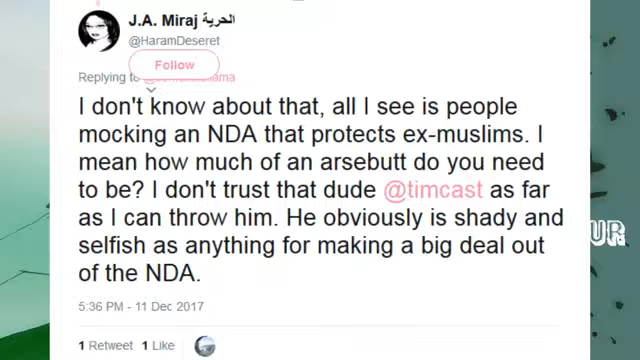 J.A. Miraj الحرية
@HaramDeseret
Follow
Replying to
I don't know about that, all I see is people
mocking an NDA that protects ex-muslims. I
mean how much of an arsebutt do you need
to be? I don't trust that dude @timcast as far
as I can throw him. He obviously is shady and
selfish as anything for making a big deal out
of the NDA.
5:36 PM - 11 Dec 2017
1 Retweet 1 Like
UR